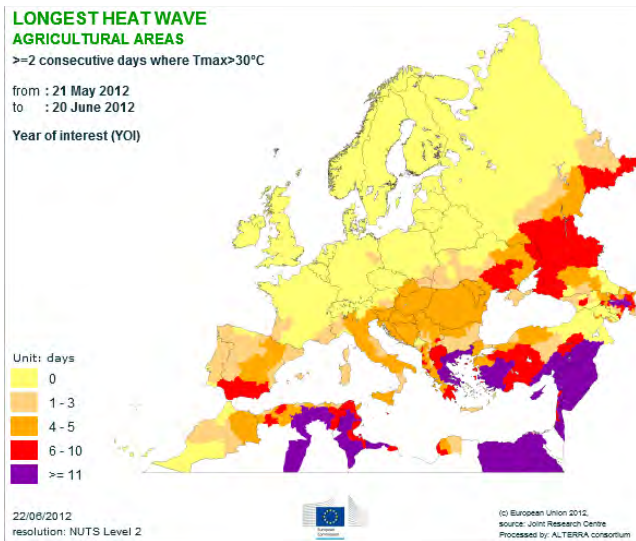 LONGEST HEAT WAVE
AGRICULTURAL AREAS
>=2 consecutive days where Tmax>30°C
from : 21 May 2012
to : 20 June 2012
Year of interest (YOI)
Unit: days
0
1 - 3
4 - 5
6 - 10
>= 11
22/06/2012
resolution: NUTS Level 2
European
Commission
(c) European Union 2012,
source: Joint Research Centre
Processed by: ALTERRA consortium